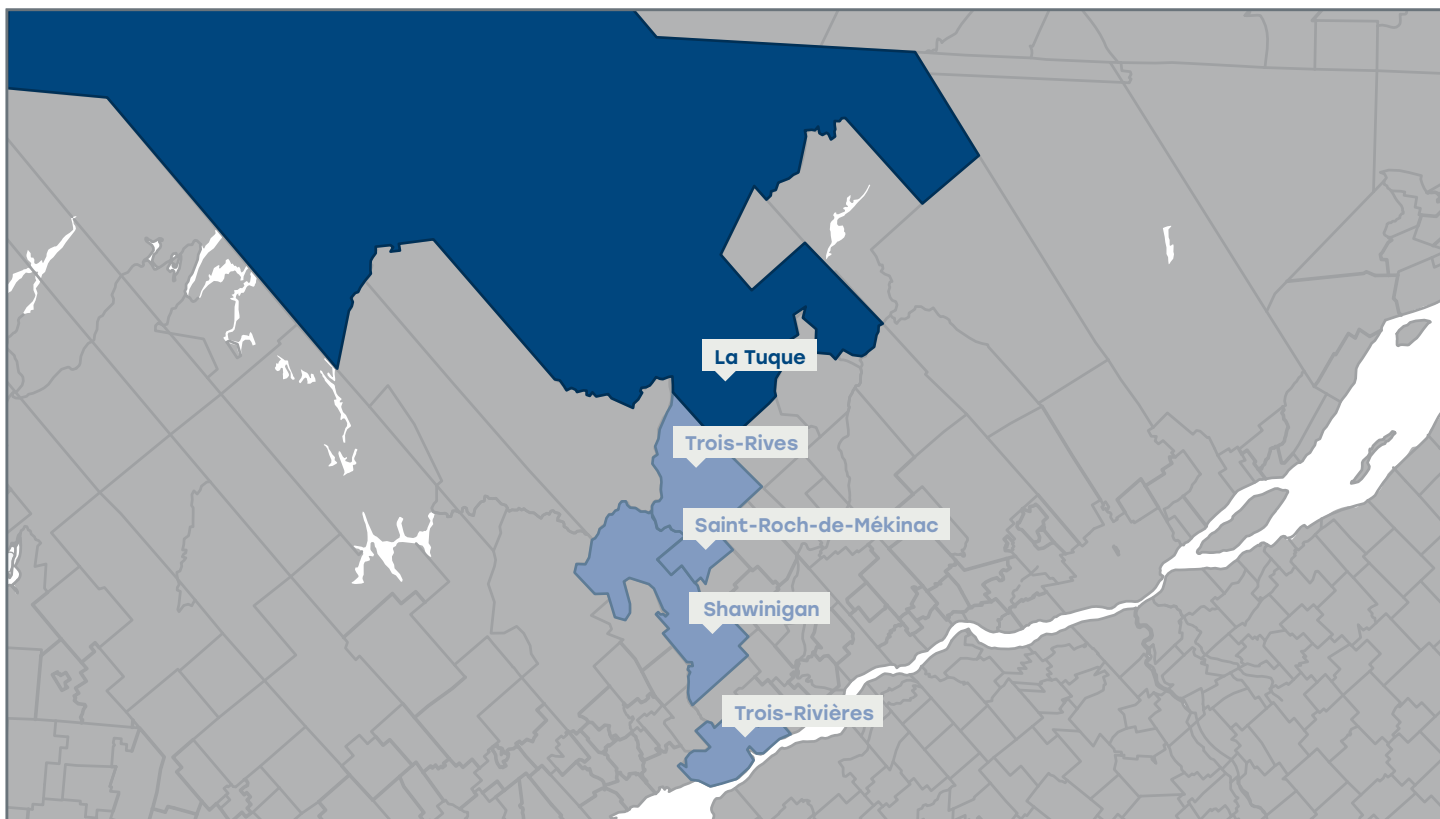 La Tuque
Trois-Rives
Saint-Roch-de-Mékinac
Shawinigan
Trois-Rivières